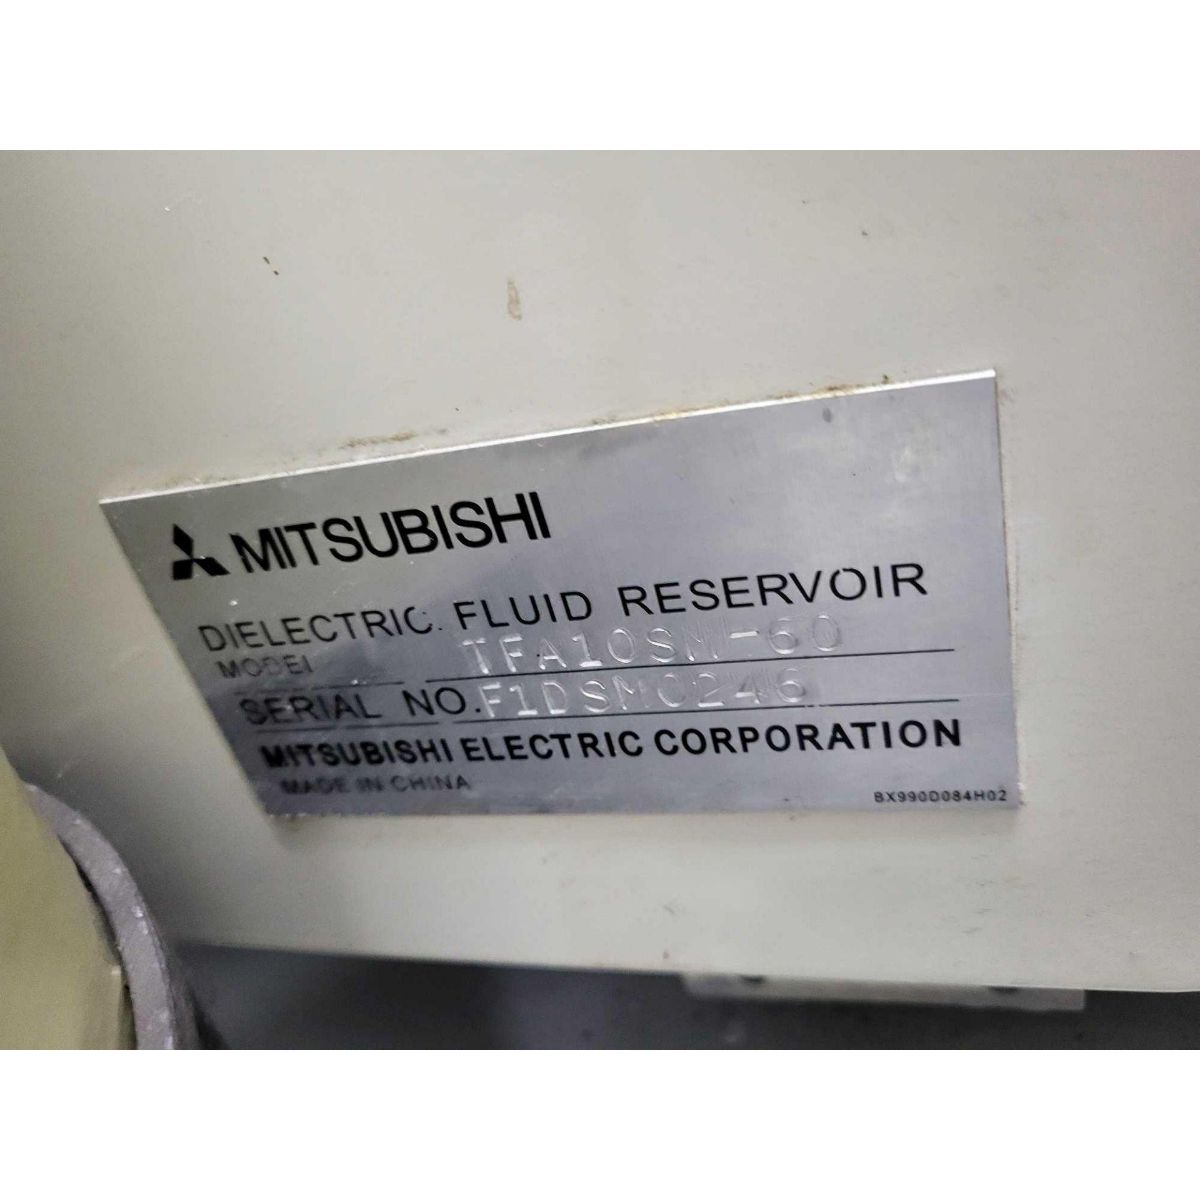 MITSUBISHI
DIELECTRIC FLUID RESERVOIR
MODEL TFA10SM-60
SERIAL NO. F1DSM0246
MITSUBISHI ELECTRIC CORPORATION
MADE IN CHINA
BX990D084H02